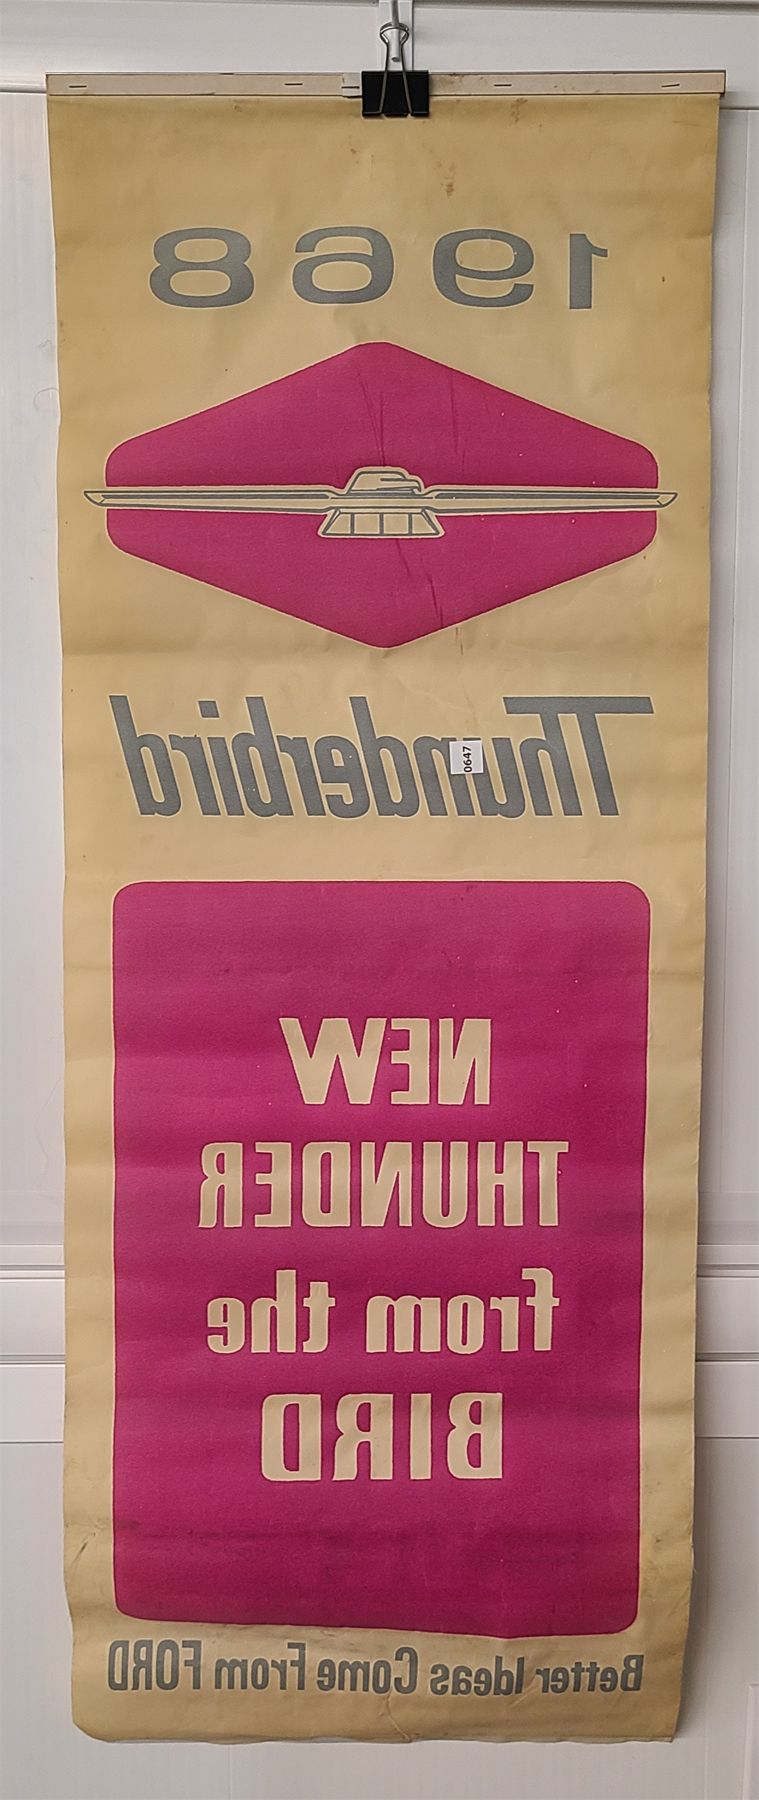 1968
Thunderbird
0647
NEW
THUNDER
from the
BIRD
Better Ideas Come From FORD